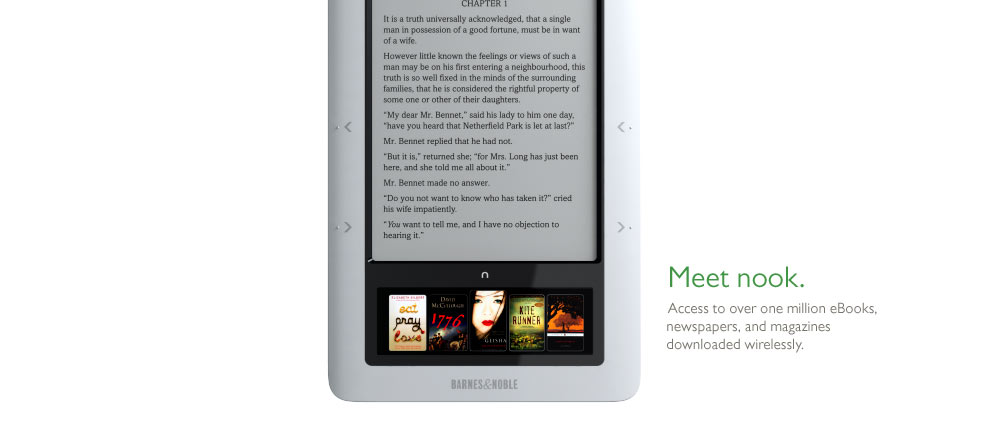 CHAPTER 1
It is a truth universally acknowledged, that a single
man in possession of a good fortune, must be in want
of a wife.
However little known the feelings or views of such a
man may be on his first entering a neighbourhood, this
truth is so well fixed in the minds of the surrounding
families, that he is considered the rightful property of
some one or other of their daughters.
“My dear Mr. Bennet,” said his lady to him one day,
“have you heard that Netherfield Park is let at last?”
Mr. Bennet replied that he had not.
“But it is,” returned she; “for Mrs. Long has just been
here, and she told me all about it.”
Mr. Bennet made no answer.
“Do you not want to know who has taken it?” cried
his wife impatiently.
“You want to tell me, and I have no objection to
hearing it.”
eat
pray
love
DAVID
McCULLOUGH
1776
GEISHA
KITE
RUNNER
BARNES&NOBLE
Meet nook.
Access to over one million eBooks,
newspapers, and magazines
downloaded wirelessly.